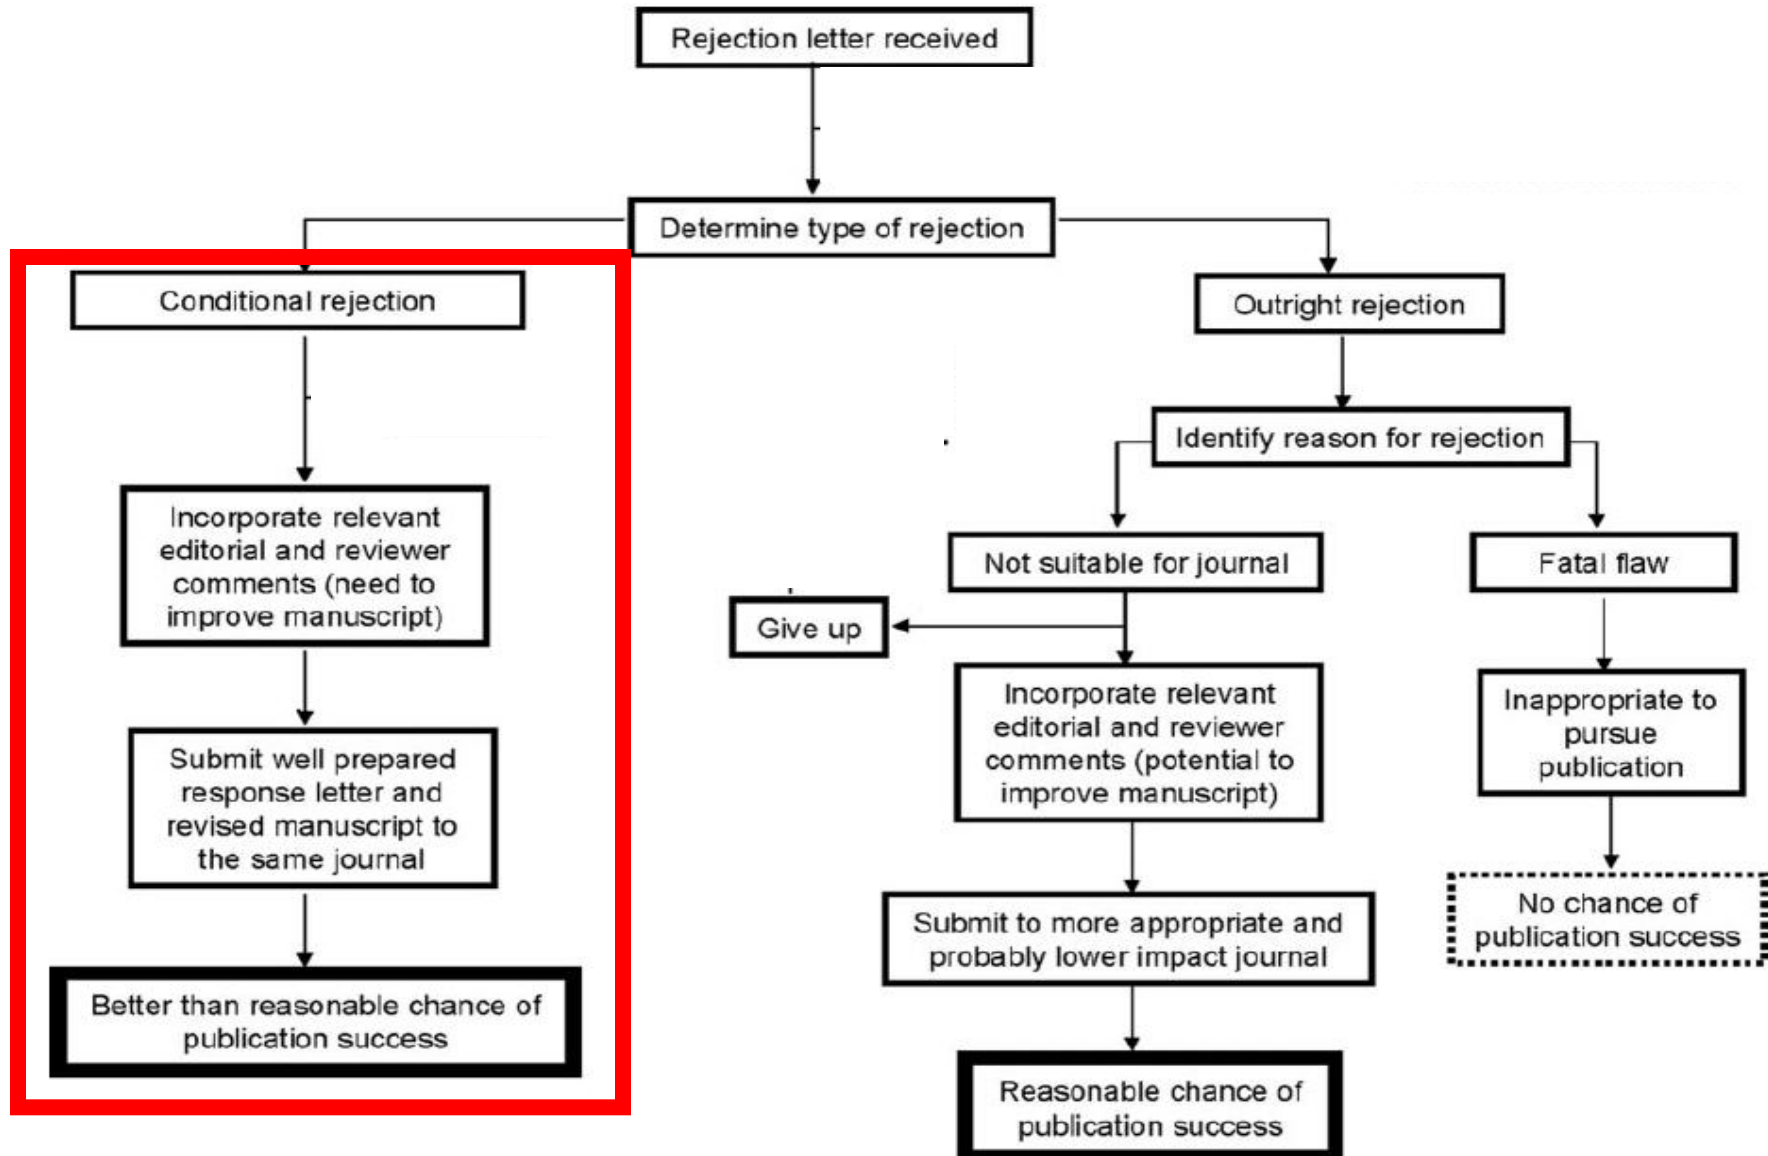 Rejection letter received
Determine type of rejection
Conditional rejection
Incorporate relevant
editorial and reviewer
comments (need to
improve manuscript)
Submit well prepared
response letter and
revised manuscript to
the same journal
Better than reasonable chance of
publication success
Outright rejection
Identify reason for rejection
Not suitable for journal
Give up
Incorporate relevant
editorial and reviewer
comments (potential to
improve manuscript)
Submit to more appropriate and
probably lower impact journal
Reasonable chance of
publication success
Fatal flaw
Inappropriate to
pursue
publication
No chance of
publication success